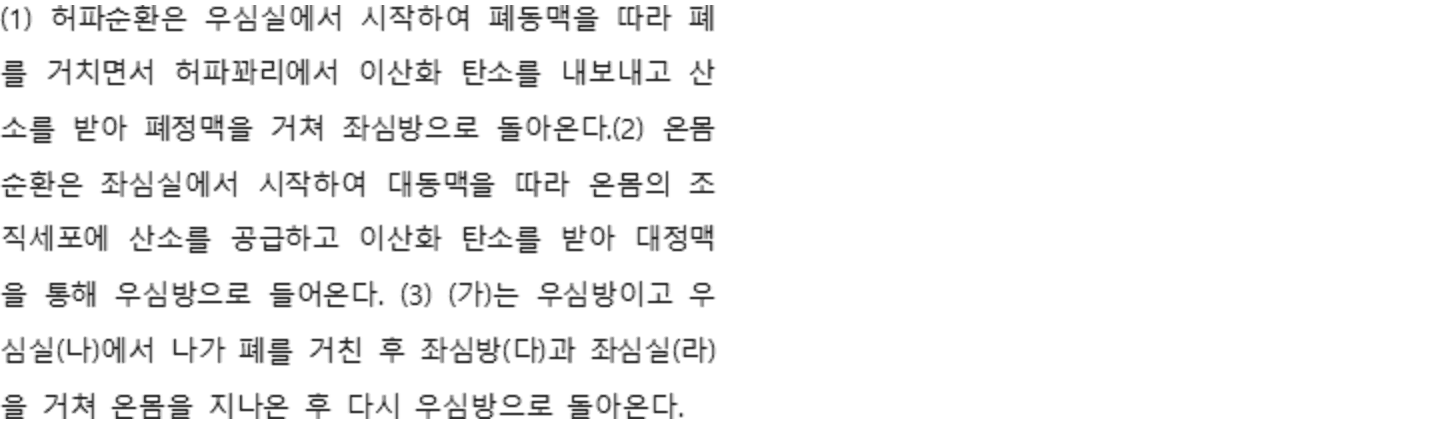 (1) 허파순환은 우심실에서 시작하여 폐동맥을 따라 폐
를 거치면서 허파꽈리에서 이산화 탄소를 내보내고 산
소를 받아 폐정맥을 거쳐 좌심방으로 돌아온다.(2) 온몸
순환은 좌심실에서 시작하여 대동맥을 따라 온몸의 조
직세포에 산소를 공급하고 이산화 탄소를 받아 대정맥
을 통해 우심방으로 들어온다. (3) (가)는 우심방이고 우
심실(나)에서 나가 폐를 거친 후 좌심방(다)과 좌심실(라)
을 거쳐 온몸을 지나온 후 다시 우심방으로 돌아온다.